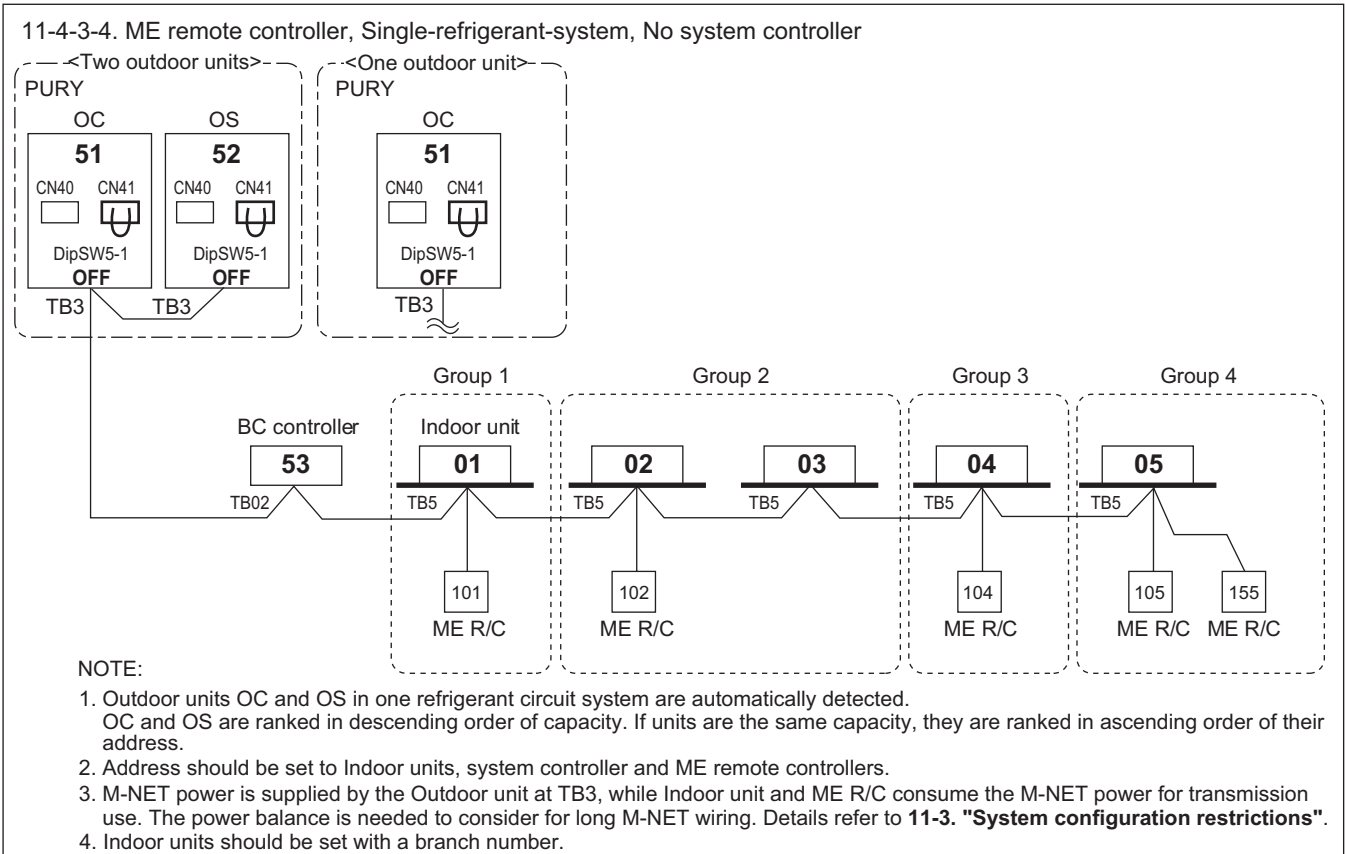 11-4-3-4. ME remote controller, Single-refrigerant-system, No system controller
<Two outdoor units>
<One outdoor unit>
PURY
PURY
OC
OS
OC
51
52
51
CN40 CN41
CN40 CN41
CN40 CN41
DipSW5-1
DipSW5-1
DipSW5-1
OFF
OFF
OFF
TB3
TB3
TB3
Group 1
Group 2
Group 3
Group 4
BC controller
Indoor unit
53
01
02
03
04
05
TB02
TB5
TB5
TB5
TB5
TB5
101
102
104
105
155
ME R/C
ME R/C
ME R/C
ME R/C
ME R/C
NOTE:
1. Outdoor units OC and OS in one refrigerant circuit system are automatically detected.
OC and OS are ranked in descending order of capacity. If units are the same capacity, they are ranked in ascending order of their
address.
2. Address should be set to Indoor units, system controller and ME remote controllers.
3. M-NET power is supplied by the Outdoor unit at TB3, while Indoor unit and ME R/C consume the M-NET power for transmission
use. The power balance is needed to consider for long M-NET wiring. Details refer to 11-3. "System configuration restrictions".
4. Indoor units should be set with a branch number.